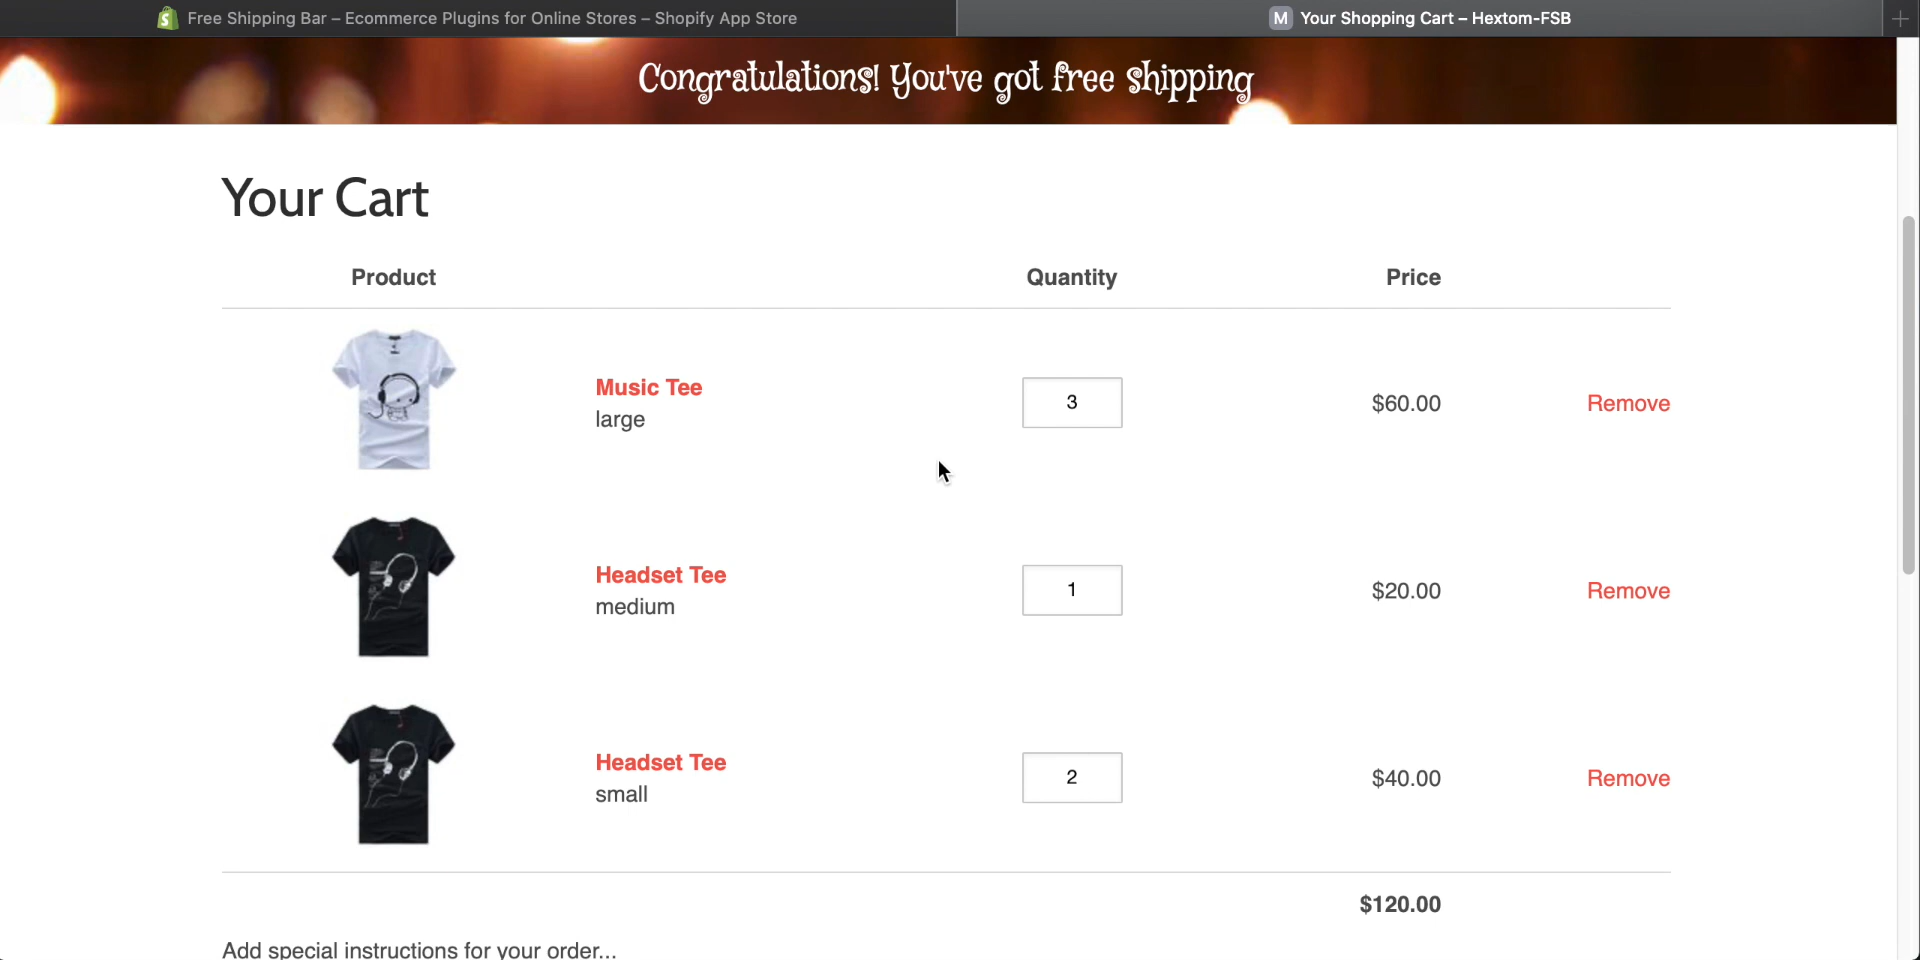 Free Shipping Bar – Ecommerce Plugins for Online Stores – Shopify App Store
M Your Shopping Cart – Hextom-FSB
Congratulations! You've got free shipping
Your Cart
Product Quantity Price
Music Tee
large
3 $60.00 Remove
Headset Tee
medium
1 $20.00 Remove
Headset Tee
small
2 $40.00 Remove
$120.00
Add special instructions for your order...